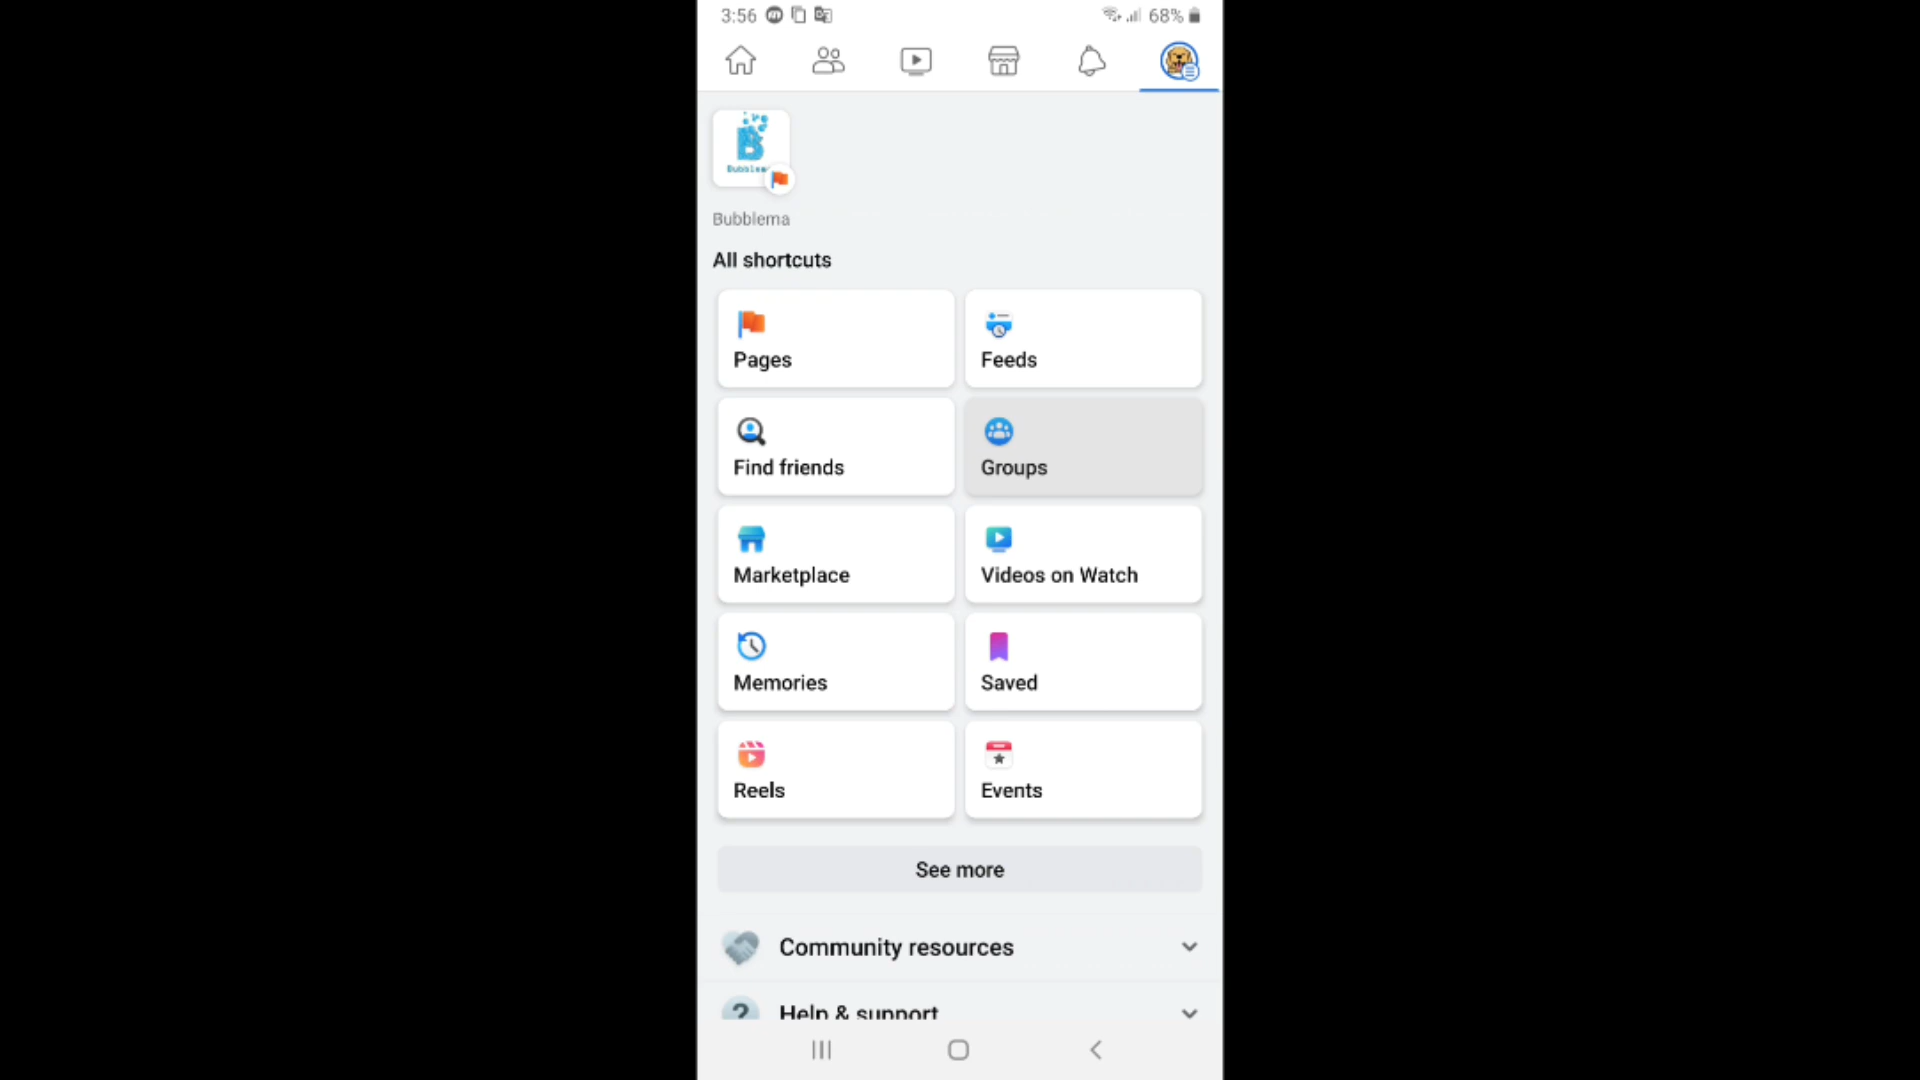 3:56
68%
B
Bubblema
All shortcuts
Pages
Feeds
Find friends
Groups
Marketplace
Videos on Watch
Memories
Saved
Reels
Events
See more
Community resources
Help & support